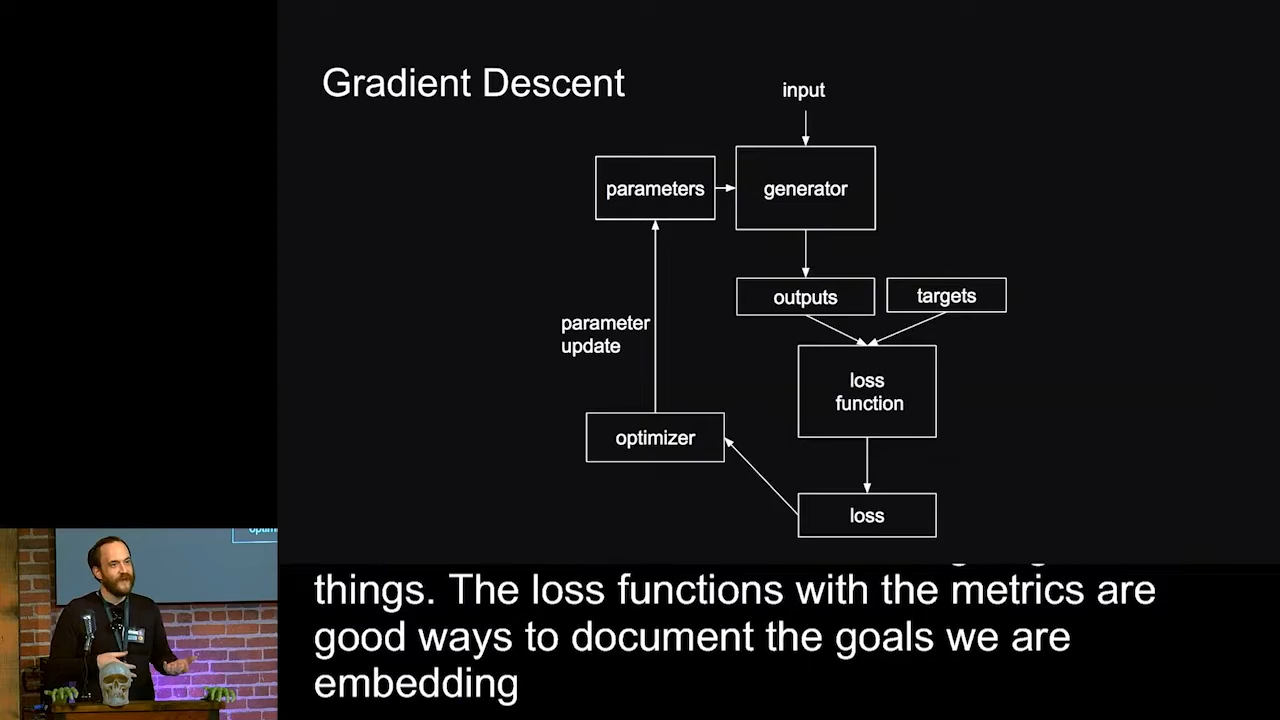 Gradient Descent
input
parameters
generator
outputs
targets
parameter
update
loss
function
optimizer
loss
things. The loss functions with the metrics are
good ways to document the goals we are
embedding